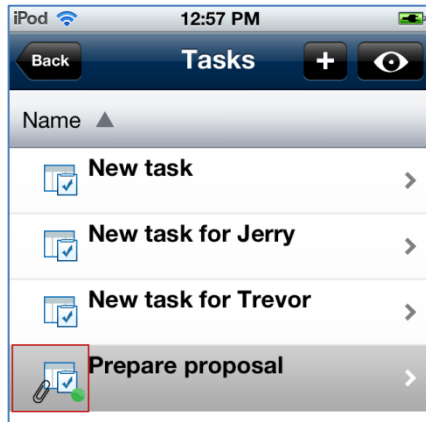 iPod 12:57 PM
Back Tasks +
Name ▲
New task
New task for Jerry
New task for Trevor
Prepare proposal